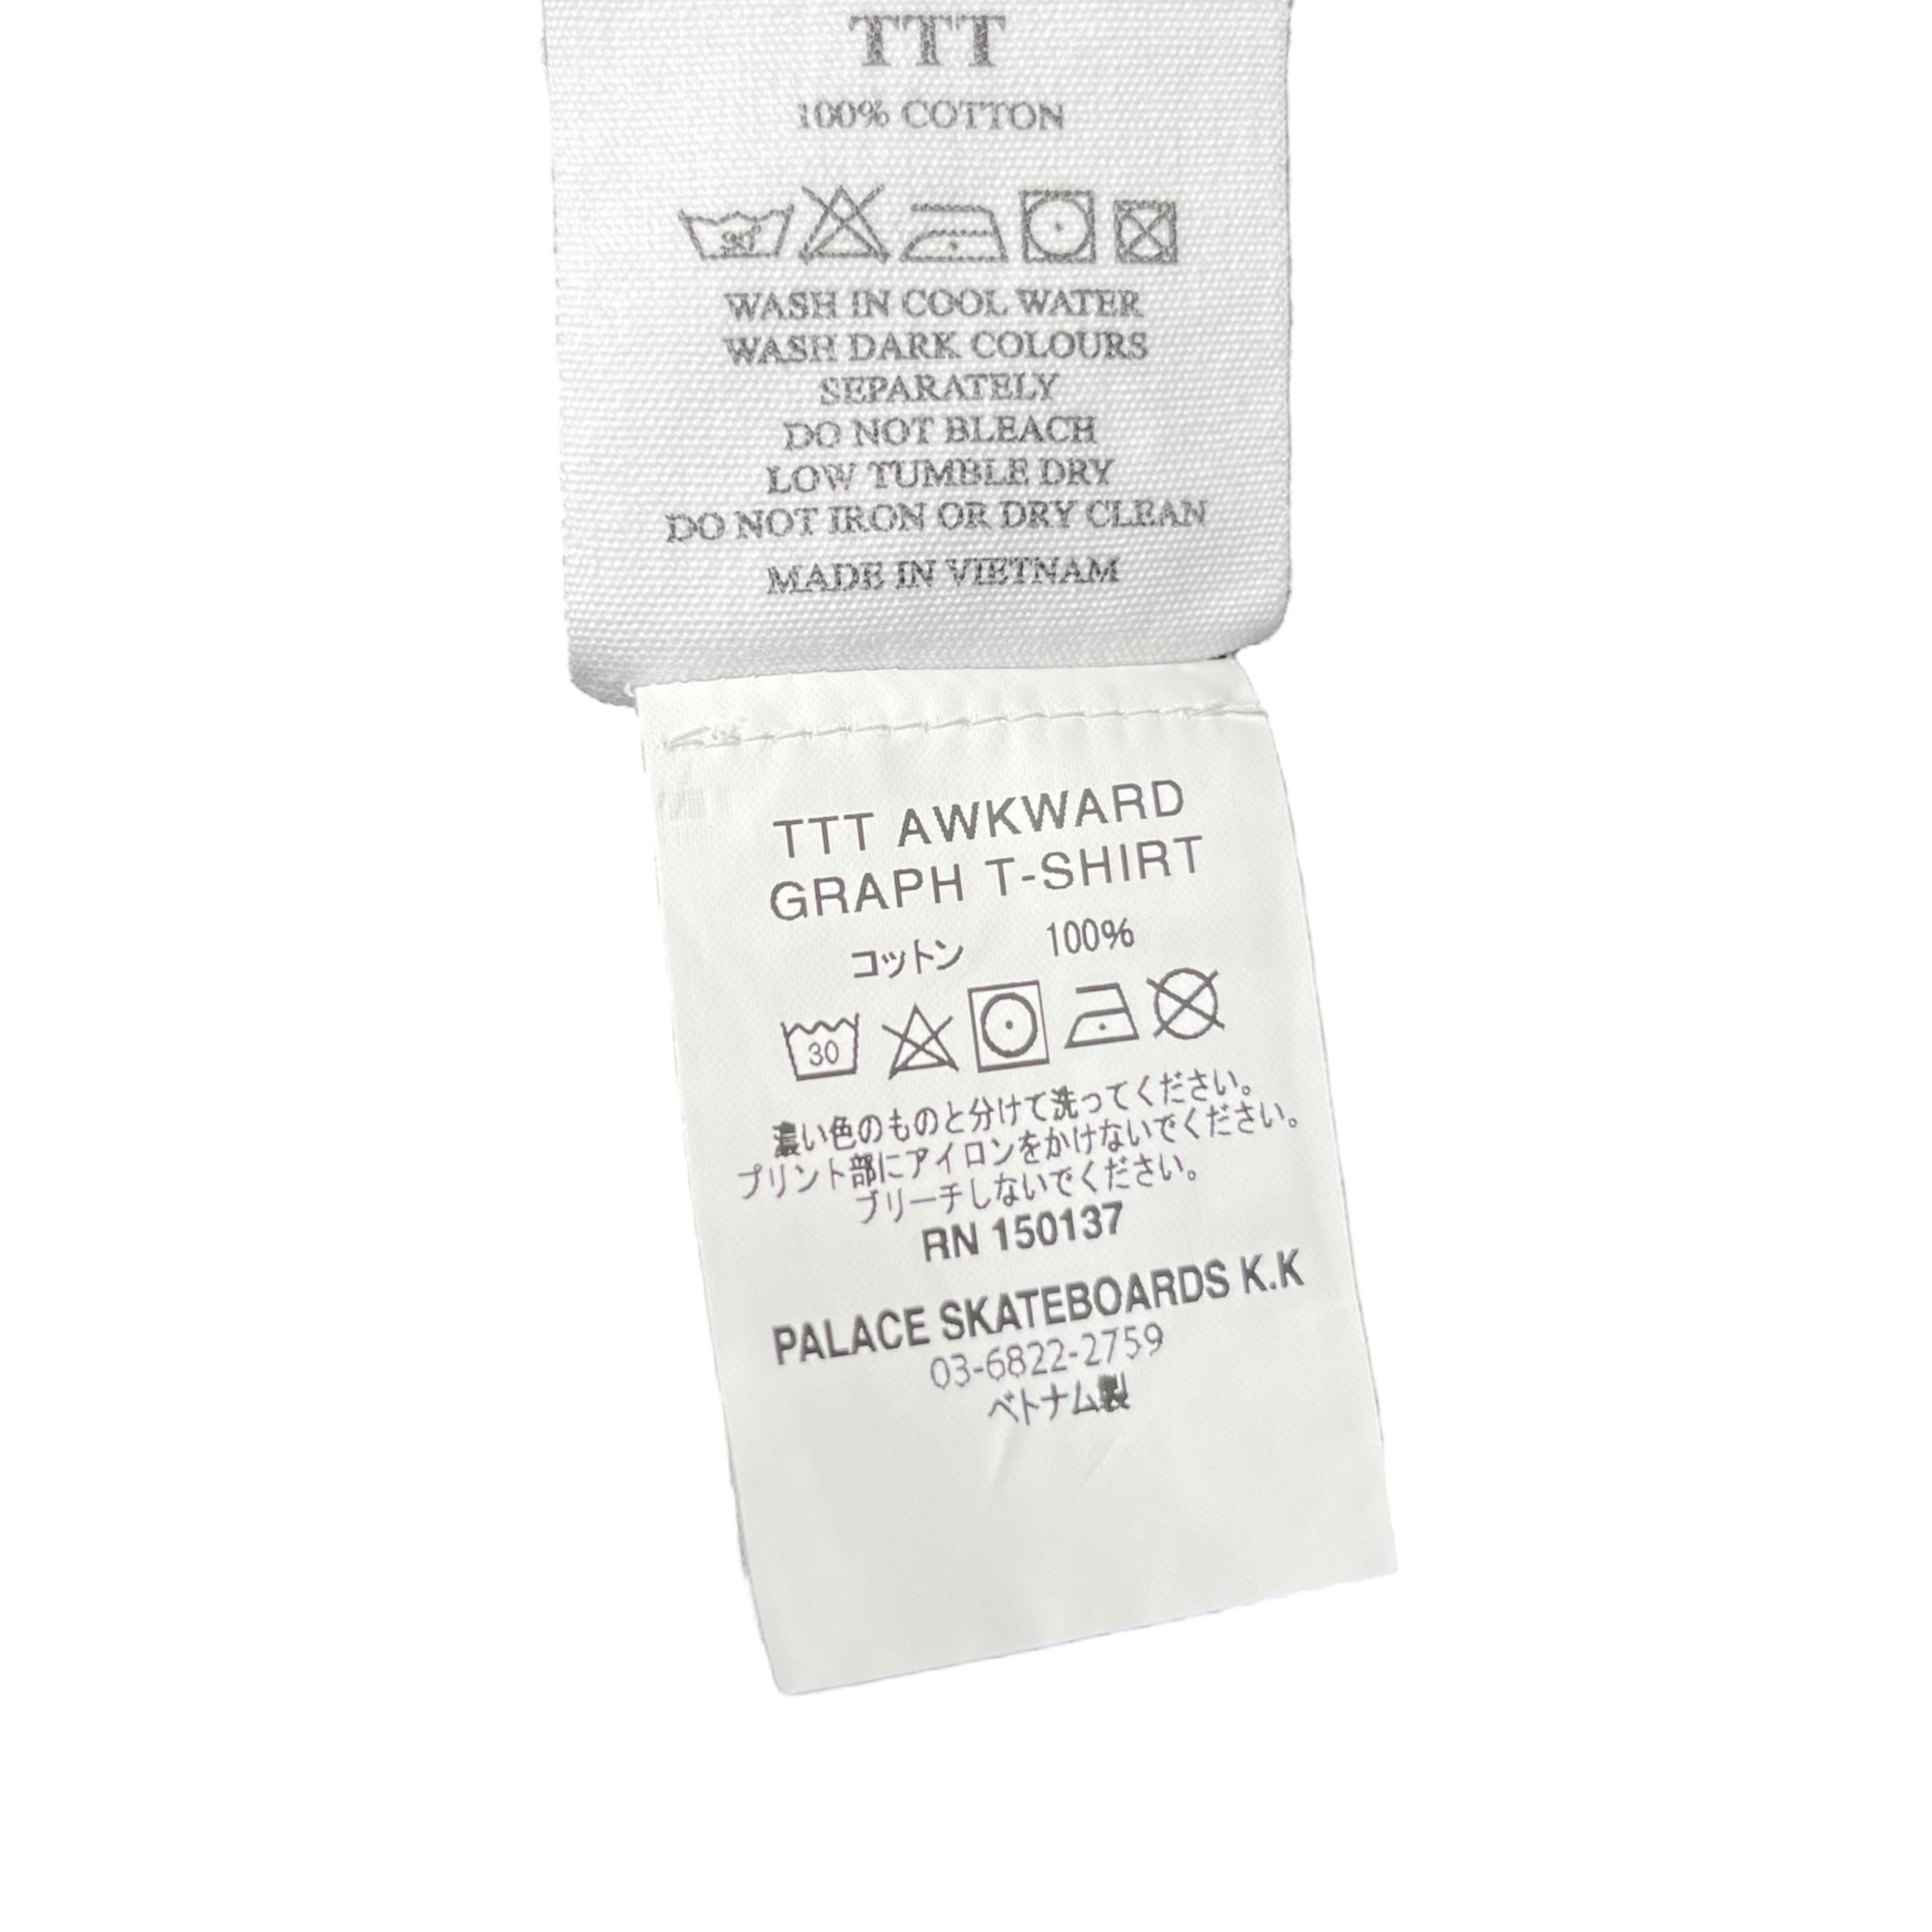 TTT
100% COTTON
30°
WASH IN COOL WATER
WASH DARK COLOURS
SEPARATELY
DO NOT BLEACH
LOW TUMBLE DRY
DO NOT IRON OR DRY CLEAN
MADE IN VIETNAM
TTT AWKWARD
GRAPH T-SHIRT
コットン 100%
30
濃い色のものと分けて洗ってください。
プリント部にアイロンをかけないでください。
ブリーチしないでください。
RN 150137
PALACE SKATEBOARDS K.K
03-6822-2759
ベトナム製